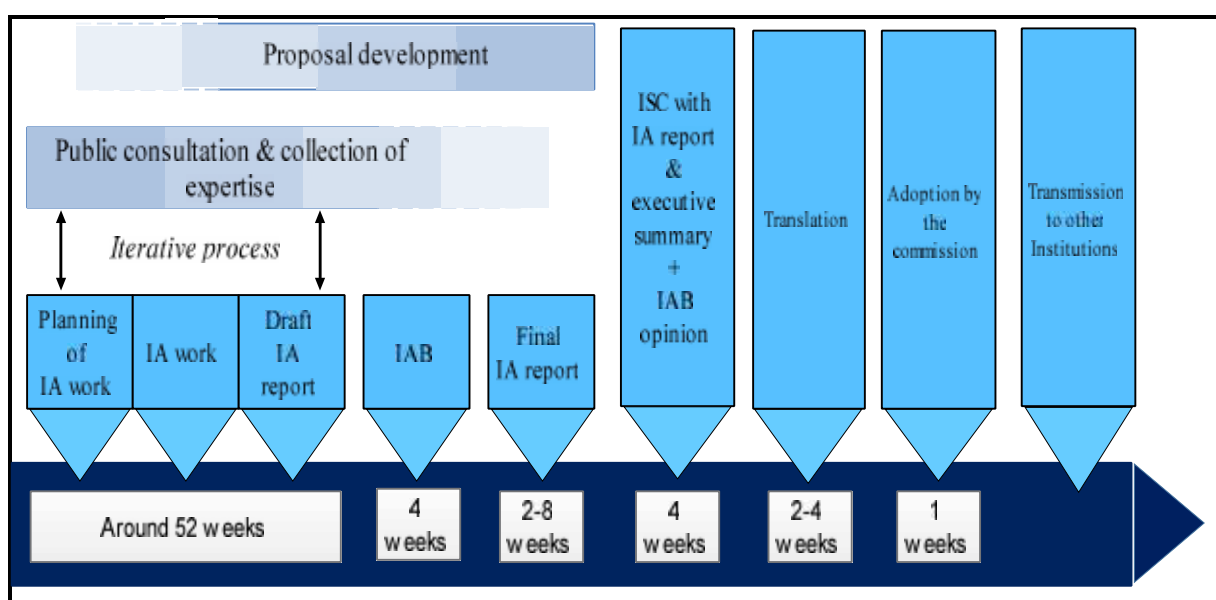 Proposal development
Public consultation & collection of
expertise
Iterative process
Planning
of
IA work
IA work
Draft
IA
report
IAB
Final
IA report
ISC with
IA report
&
executive
summary
+
IAB
opinion
Translation
Adoption by
the
commission
Transmission
to other
Institutions
Around 52 weeks
4
weeks
2-8
weeks
4
weeks
2-4
weeks
1
weeks